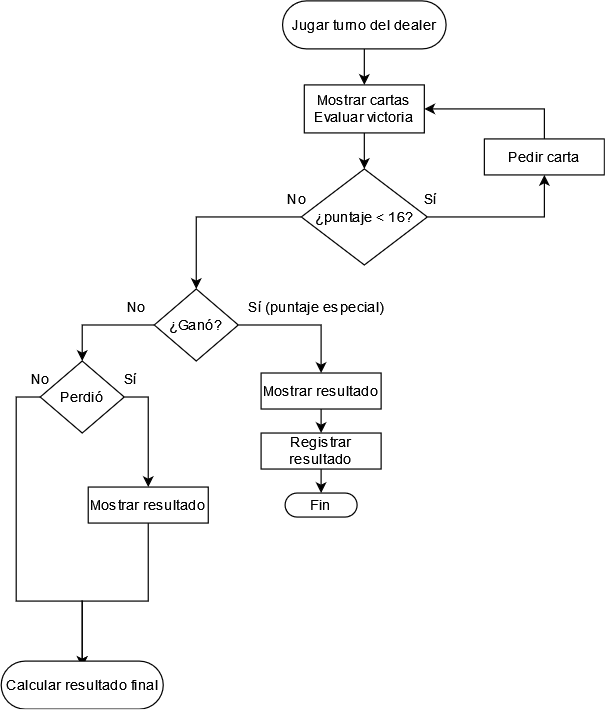 Jugar turno del dealer
Mostrar cartas
Evaluar victoria
Pedir carta
No
Sí
¿puntaje < 16?
No
Sí (puntaje especial)
¿Ganó?
No
Sí
Perdió
Mostrar resultado
Registrar
resultado
Mostrar resultado
Fin
Calcular resultado final